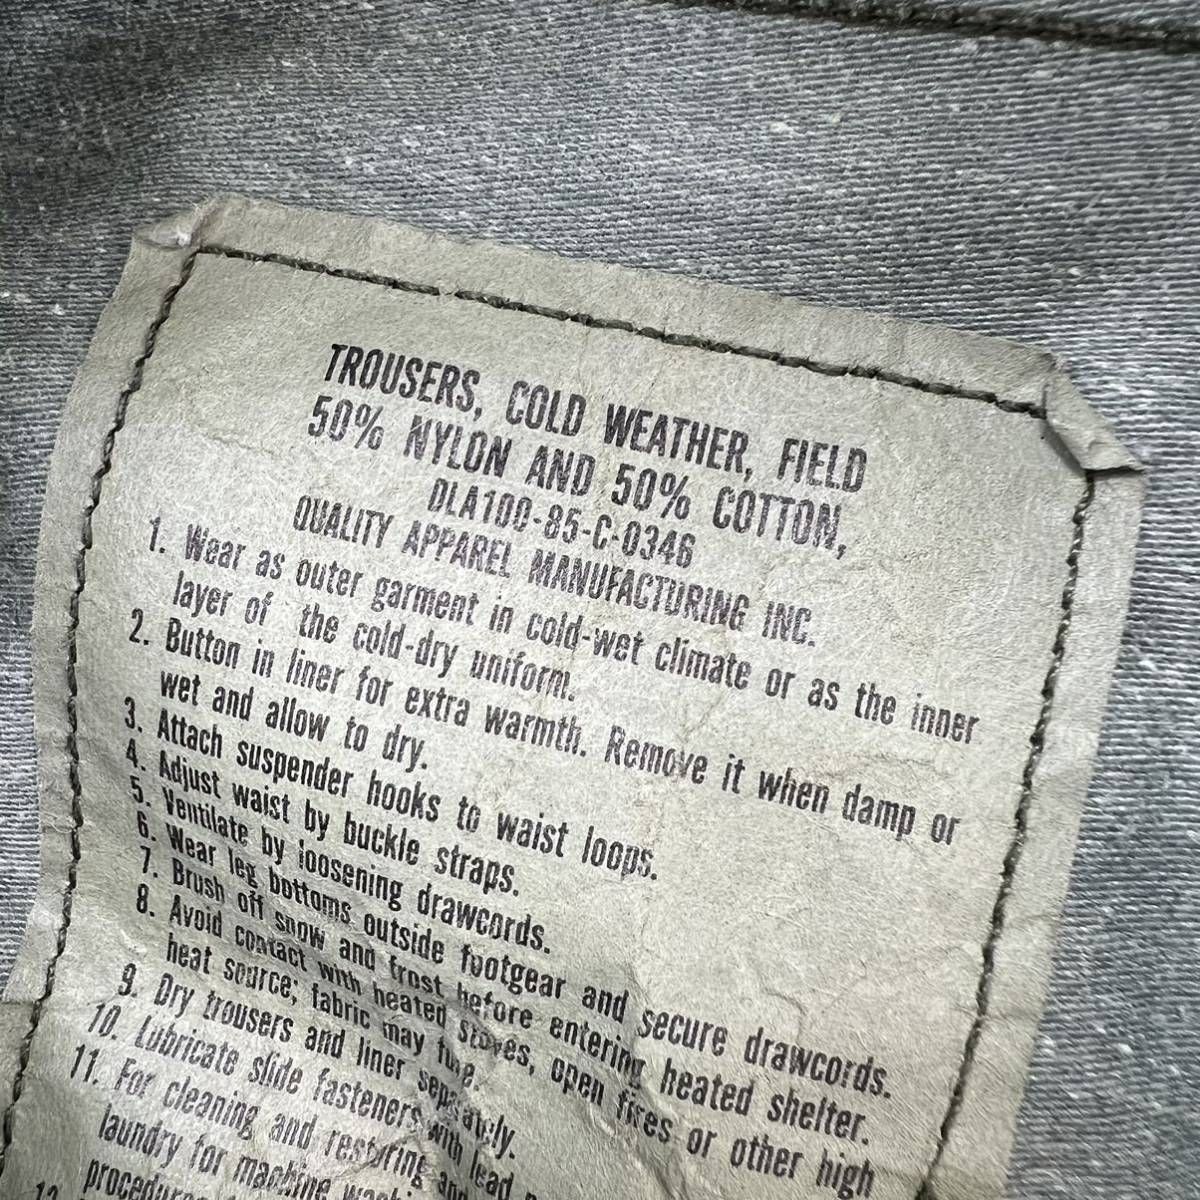 TROUSERS, COLD WEATHER, FIELD
50% NYLON AND 50% COTTON,
DLA100-85-C-0346
QUALITY APPAREL MANUFACTURING INC.
1. Wear as outer garment in cold-wet climate or as the inner
layer of the cold-dry uniform.
2. Button in liner for extra warmth. Remove it when damp or
wet and allow to dry.
3. Attach suspender hooks to waist loops.
4. Adjust waist by buckle straps.
5. Ventilate by loosening drawcords.
6. Wear leg bottoms outside footgear and secure drawcords.
7. Brush off snow and frost before entering heated shelter.
8. Avoid contact with heated stoves, open fires or other high
heat source; fabric may fuse.
9. Dry trousers and liner separately.
10. Lubricate slide fasteners with lead
11. For cleaning and restoring
laundry for machine
12.